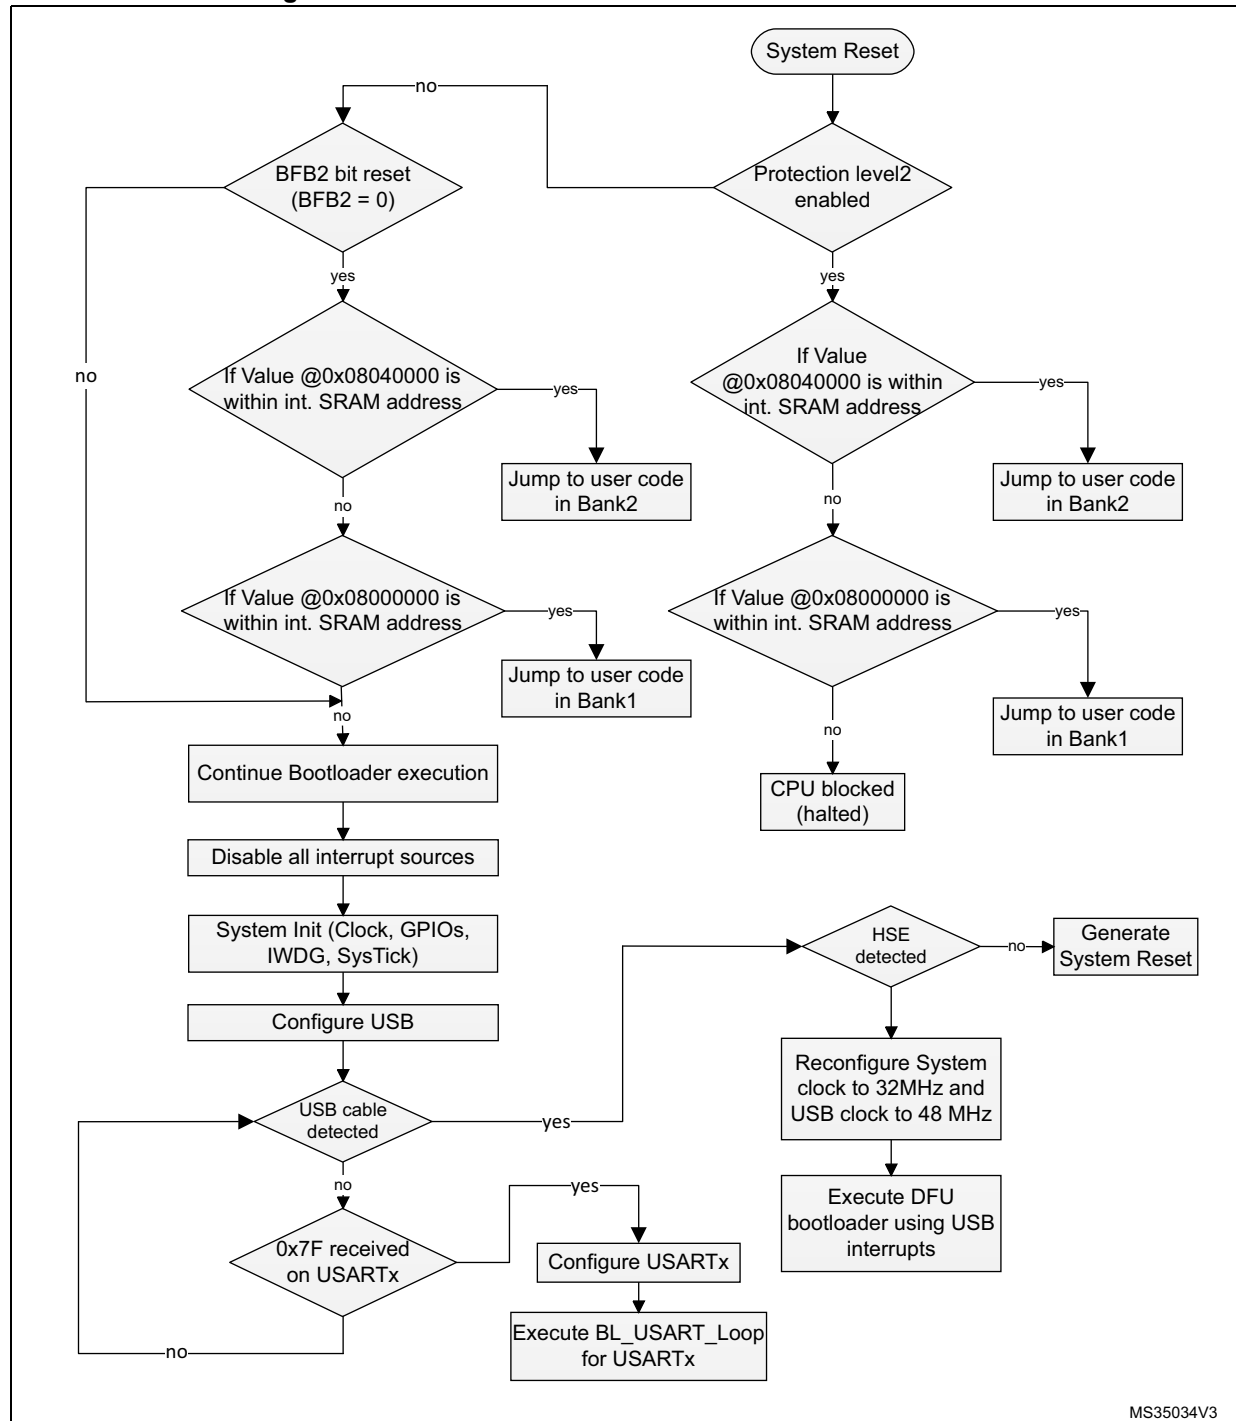 System Reset
no
BFB2 bit reset
(BFB2 = 0)
Protection level2
enabled
yes
yes
no
If Value @0x08040000 is
within int. SRAM address
yes
If Value
@0x08040000 is within
int. SRAM address
yes
Jump to user code
in Bank2
Jump to user code
in Bank2
no
no
If Value @0x08000000 is
within int. SRAM address
yes
If Value @0x08000000 is
within int. SRAM address
yes
Jump to user code
in Bank1
Jump to user code
in Bank1
no
no
Continue Bootloader execution
CPU blocked
(halted)
Disable all interrupt sources
System Init (Clock, GPIOs,
IWDG, SysTick)
HSE
detected
no
Generate
System Reset
Configure USB
Reconfigure System
clock to 32MHz and
USB clock to 48 MHz
USB cable
detected
yes
no
yes
Execute DFU
bootloader using USB
interrupts
0x7F received
on USARTx
Configure USARTx
Execute BL_USART_Loop
for USARTx
no
MS35034V3